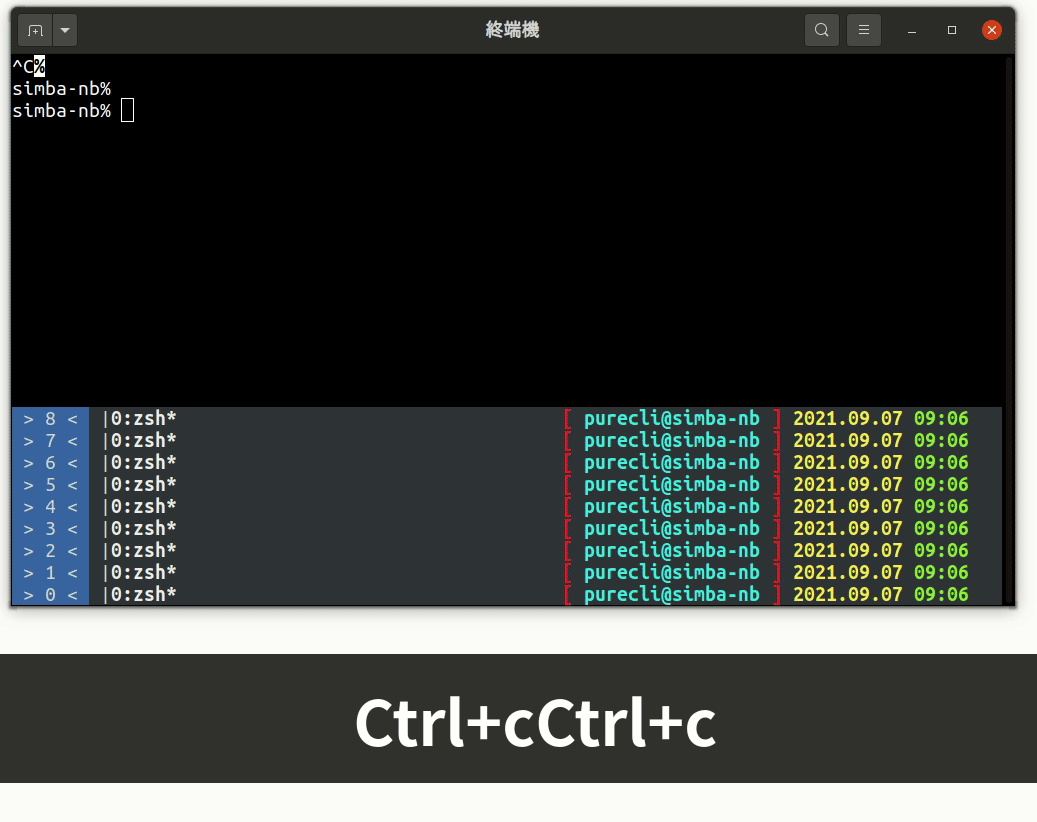 終端機
^C%
simba-nb%
simba-nb%
> 8 < |0:zsh* [ purecli@simba-nb ] 2021.09.07 09:06
> 7 < |0:zsh* [ purecli@simba-nb ] 2021.09.07 09:06
> 6 < |0:zsh* [ purecli@simba-nb ] 2021.09.07 09:06
> 5 < |0:zsh* [ purecli@simba-nb ] 2021.09.07 09:06
> 4 < |0:zsh* [ purecli@simba-nb ] 2021.09.07 09:06
> 3 < |0:zsh* [ purecli@simba-nb ] 2021.09.07 09:06
> 2 < |0:zsh* [ purecli@simba-nb ] 2021.09.07 09:06
> 1 < |0:zsh* [ purecli@simba-nb ] 2021.09.07 09:06
> 0 < |0:zsh* [ purecli@simba-nb ] 2021.09.07 09:06
Ctrl+cCtrl+c